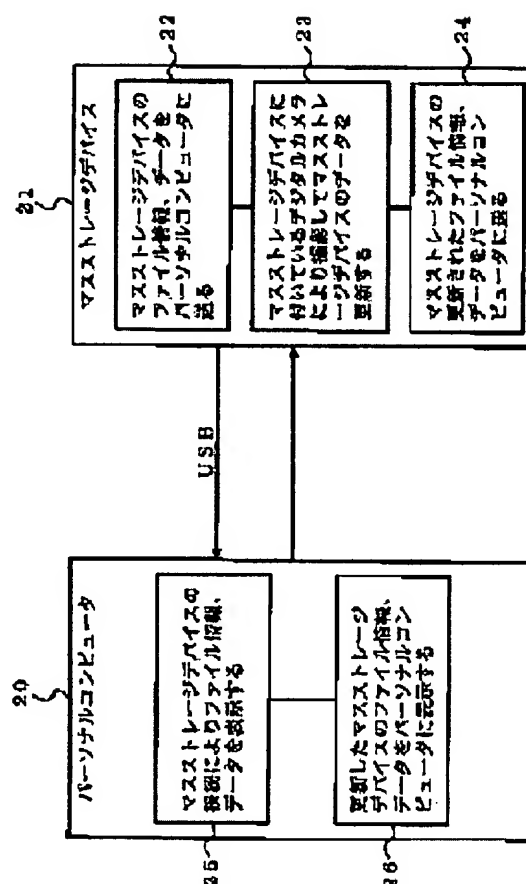 20
パーソナルコンピュータ
マスストレージデバイスの
接続によりファイル情報、
データを表示する
25
更新したマスストレージ
デバイスのファイル情報、
データをパーソナルコン
ピュータに表示する
26
USB
21
マスストレージデバイス
マスストレージデバイスの
ファイル情報、データを
パーソナルコンピュータに
送る
22
マスストレージデバイスに
付いているデジタルカメラ
により撮影してマスストレ
ージデバイスのデータを
更新する
23
マスストレージデバイスの
更新されたファイル情報、
データをパーソナルコン
ピュータに送る
24